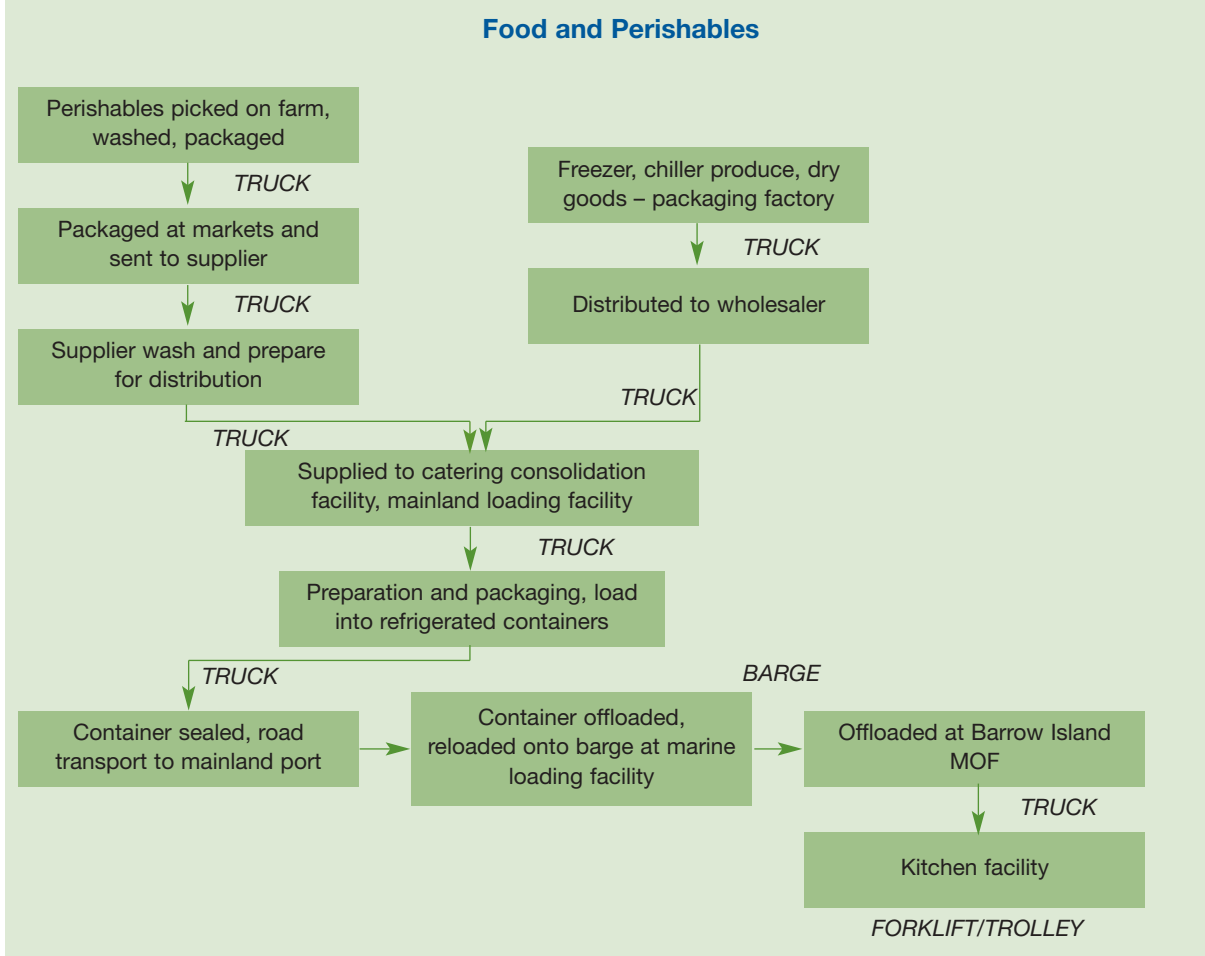 Food and Perishables
Perishables picked on farm,
washed, packaged
TRUCK
Packaged at markets and
sent to supplier
TRUCK
Supplier wash and prepare
for distribution
TRUCK
Freezer, chiller produce, dry
goods – packaging factory
TRUCK
Distributed to wholesaler
TRUCK
Supplied to catering consolidation
facility, mainland loading facility
TRUCK
Preparation and packaging, load
into refrigerated containers
TRUCK
Container sealed, road
transport to mainland port
Container offloaded,
reloaded onto barge at marine
loading facility
BARGE
Offloaded at Barrow Island
MOF
TRUCK
Kitchen facility
FORKLIFT/TROLLEY